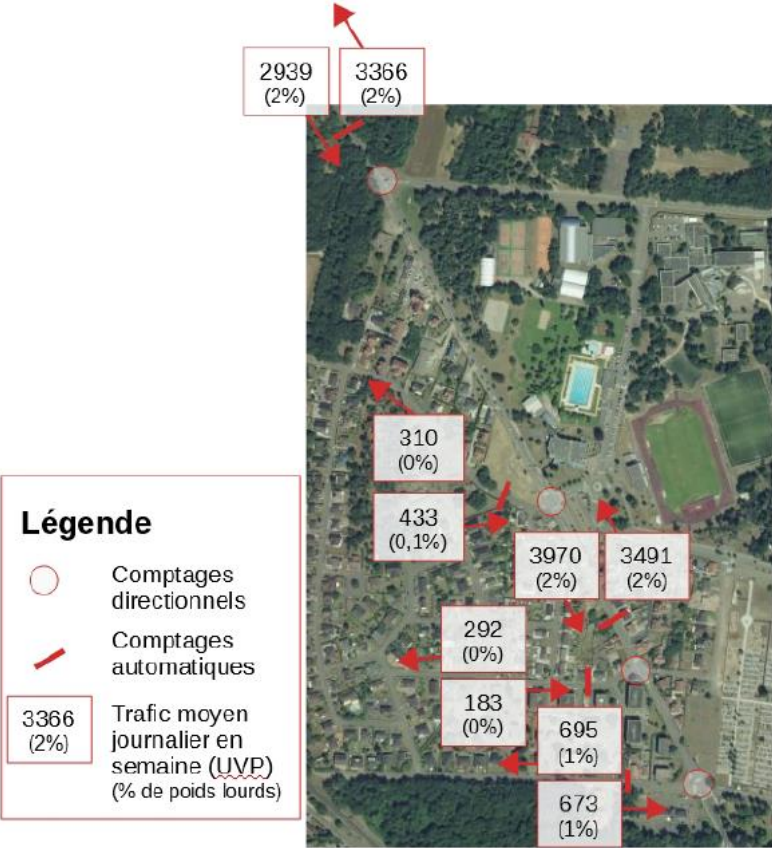 2939
(2%)
3366
(2%)
310
(0%)
433
(0,1%)
3970
(2%)
3491
(2%)
292
(0%)
183
(0%)
695
(1%)
673
(1%)
Légende
Comptages
directionnels
Comptages
automatiques
3366
(2%)
Trafic moyen
journalier en
semaine (UVP)
(% de poids lourds)